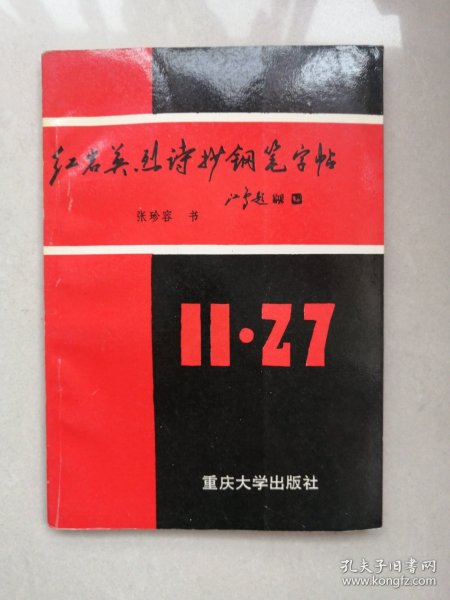 红岩英烈诗抄钢笔字帖
张珍容 书
11·27
重庆大学出版社
孔夫子旧书网
www.kongfz.com